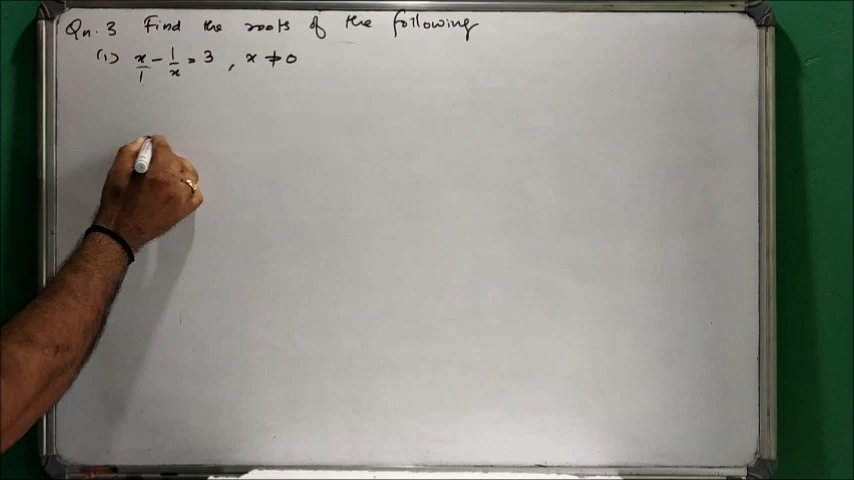 Qn. 3 Find the roots of the following
(i) x/1 - 1/x = 3 , x ≠ 0